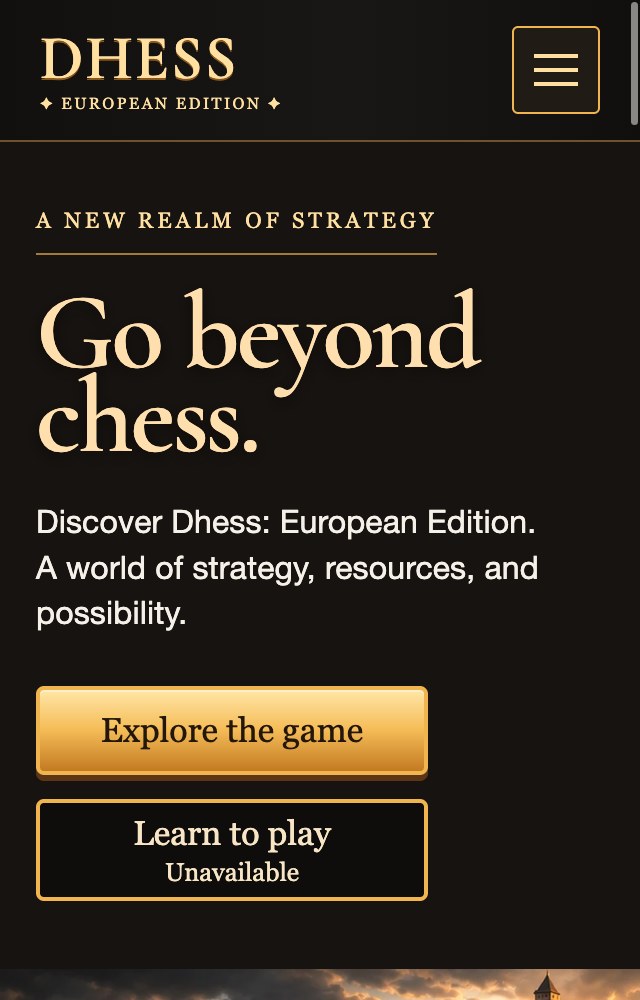 DHESS
✦ EUROPEAN EDITION ✦
A NEW REALM OF STRATEGY
Go beyond
chess.
Discover Dhess: European Edition.
A world of strategy, resources, and
possibility.
Explore the game
Learn to play
Unavailable